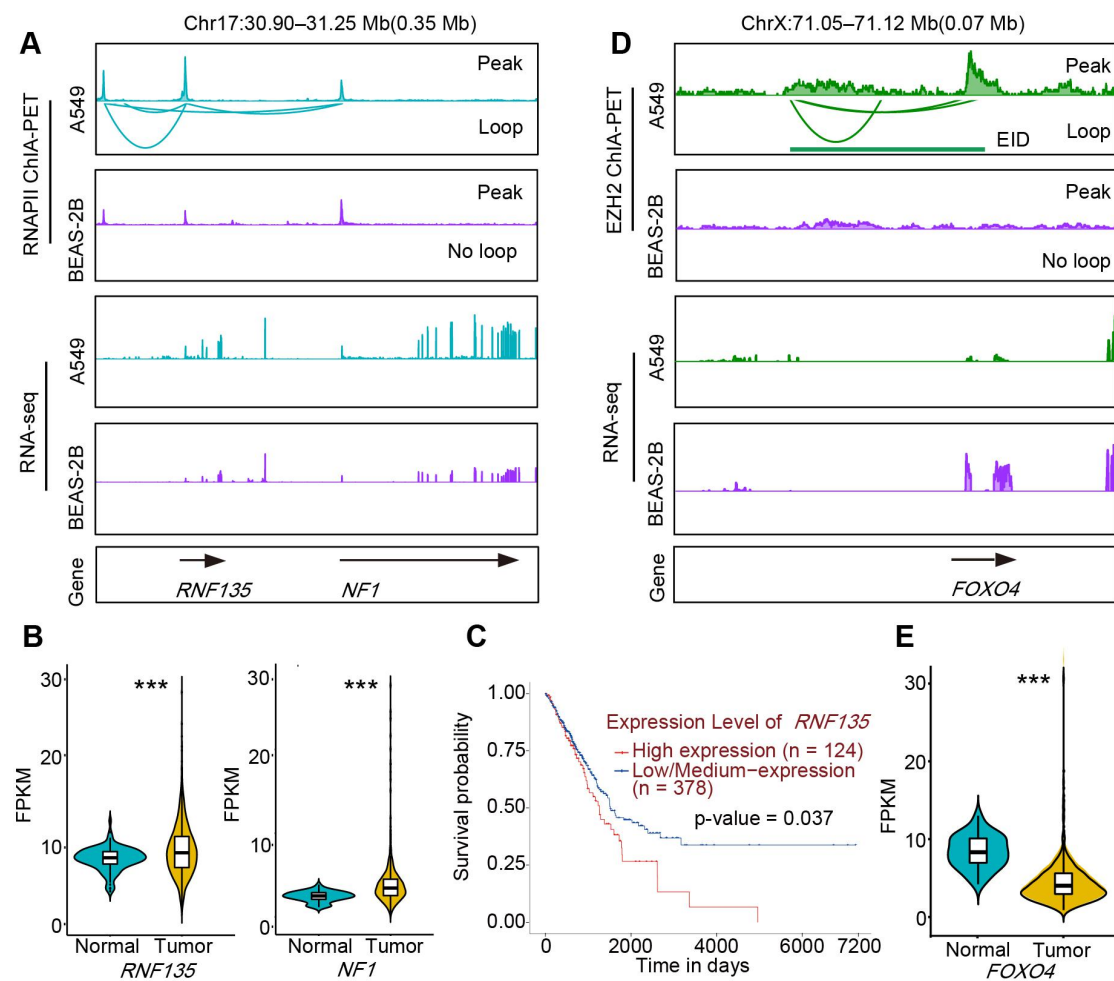 Chr17:30.90–31.25 Mb(0.35 Mb)
A
RNAPII ChIA-PET
A549
Peak
Loop
BEAS-2B
Peak
No loop
RNA-seq
A549
BEAS-2B
Gene
RNF135
NF1
ChrX:71.05–71.12 Mb(0.07 Mb)
D
EZH2 ChIA-PET
A549
Peak
Loop
EID
BEAS-2B
Peak
No loop
RNA-seq
A549
BEAS-2B
Gene
FOXO4
B
FPKM
30
20
10
0
***
Normal
Tumor
RNF135
FPKM
30
20
10
0
***
Normal
Tumor
NF1
C
Survival probability
1.00
0.75
0.50
0.25
0.00
Expression Level of RNF135
High expression (n = 124)
Low/Medium−expression
(n = 378)
p-value = 0.037
0
2000
4000
6000
7200
Time in days
E
FPKM
30
20
10
0
***
Normal
Tumor
FOXO4